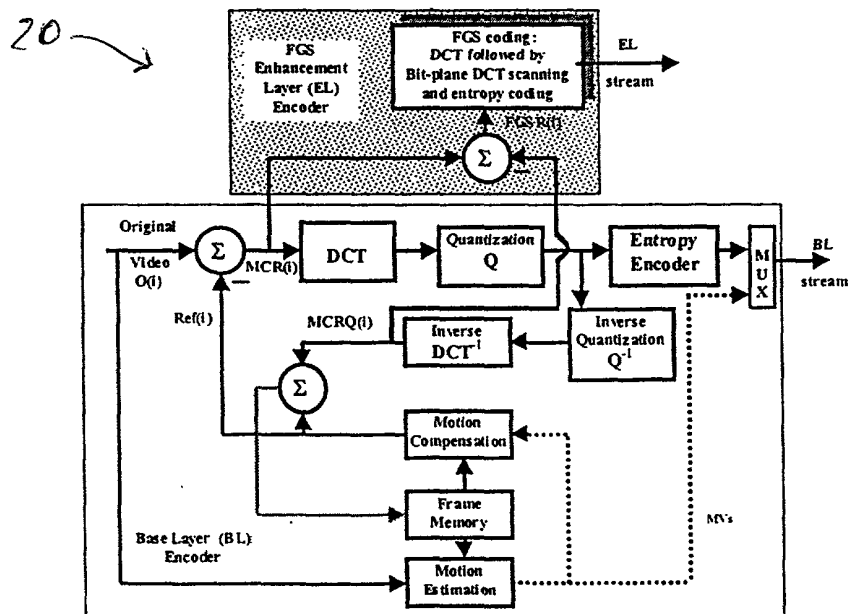 20
FGS
Enhancement
Layer (EL)
Encoder
FGS coding:
DCT followed by
Bit-plane DCT scanning
and entropy coding
EL
stream
FGSR(i)
Σ
Original
Video
O(i)
Σ
MCR(i)
DCT
Quantization
Q
Entropy
Encoder
MUX
BL
stream
Ref(i)
MCRQ(i)
Inverse
DCT-1
Inverse
Quantization
Q-1
Σ
Motion
Compensation
Frame
Memory
MVs
Base Layer (BL):
Encoder
Motion
Estimation